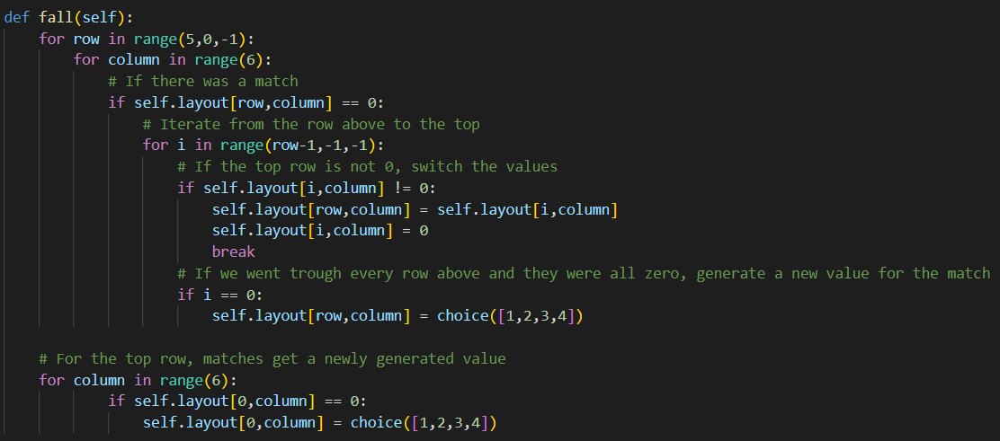 def fall(self):
    for row in range(5,0,-1):
        for column in range(6):
            # If there was a match
            if self.layout[row,column] == 0:
                # Iterate from the row above to the top
                for i in range(row-1,-1,-1):
                    # If the top row is not 0, switch the values
                    if self.layout[i,column] != 0:
                        self.layout[row,column] = self.layout[i,column]
                        self.layout[i,column] = 0
                        break
                    # If we went trough every row above and they were all zero, generate a new value for the match
                    if i == 0:
                        self.layout[row,column] = choice([1,2,3,4])

    # For the top row, matches get a newly generated value
    for column in range(6):
            if self.layout[0,column] == 0:
                self.layout[0,column] = choice([1,2,3,4])